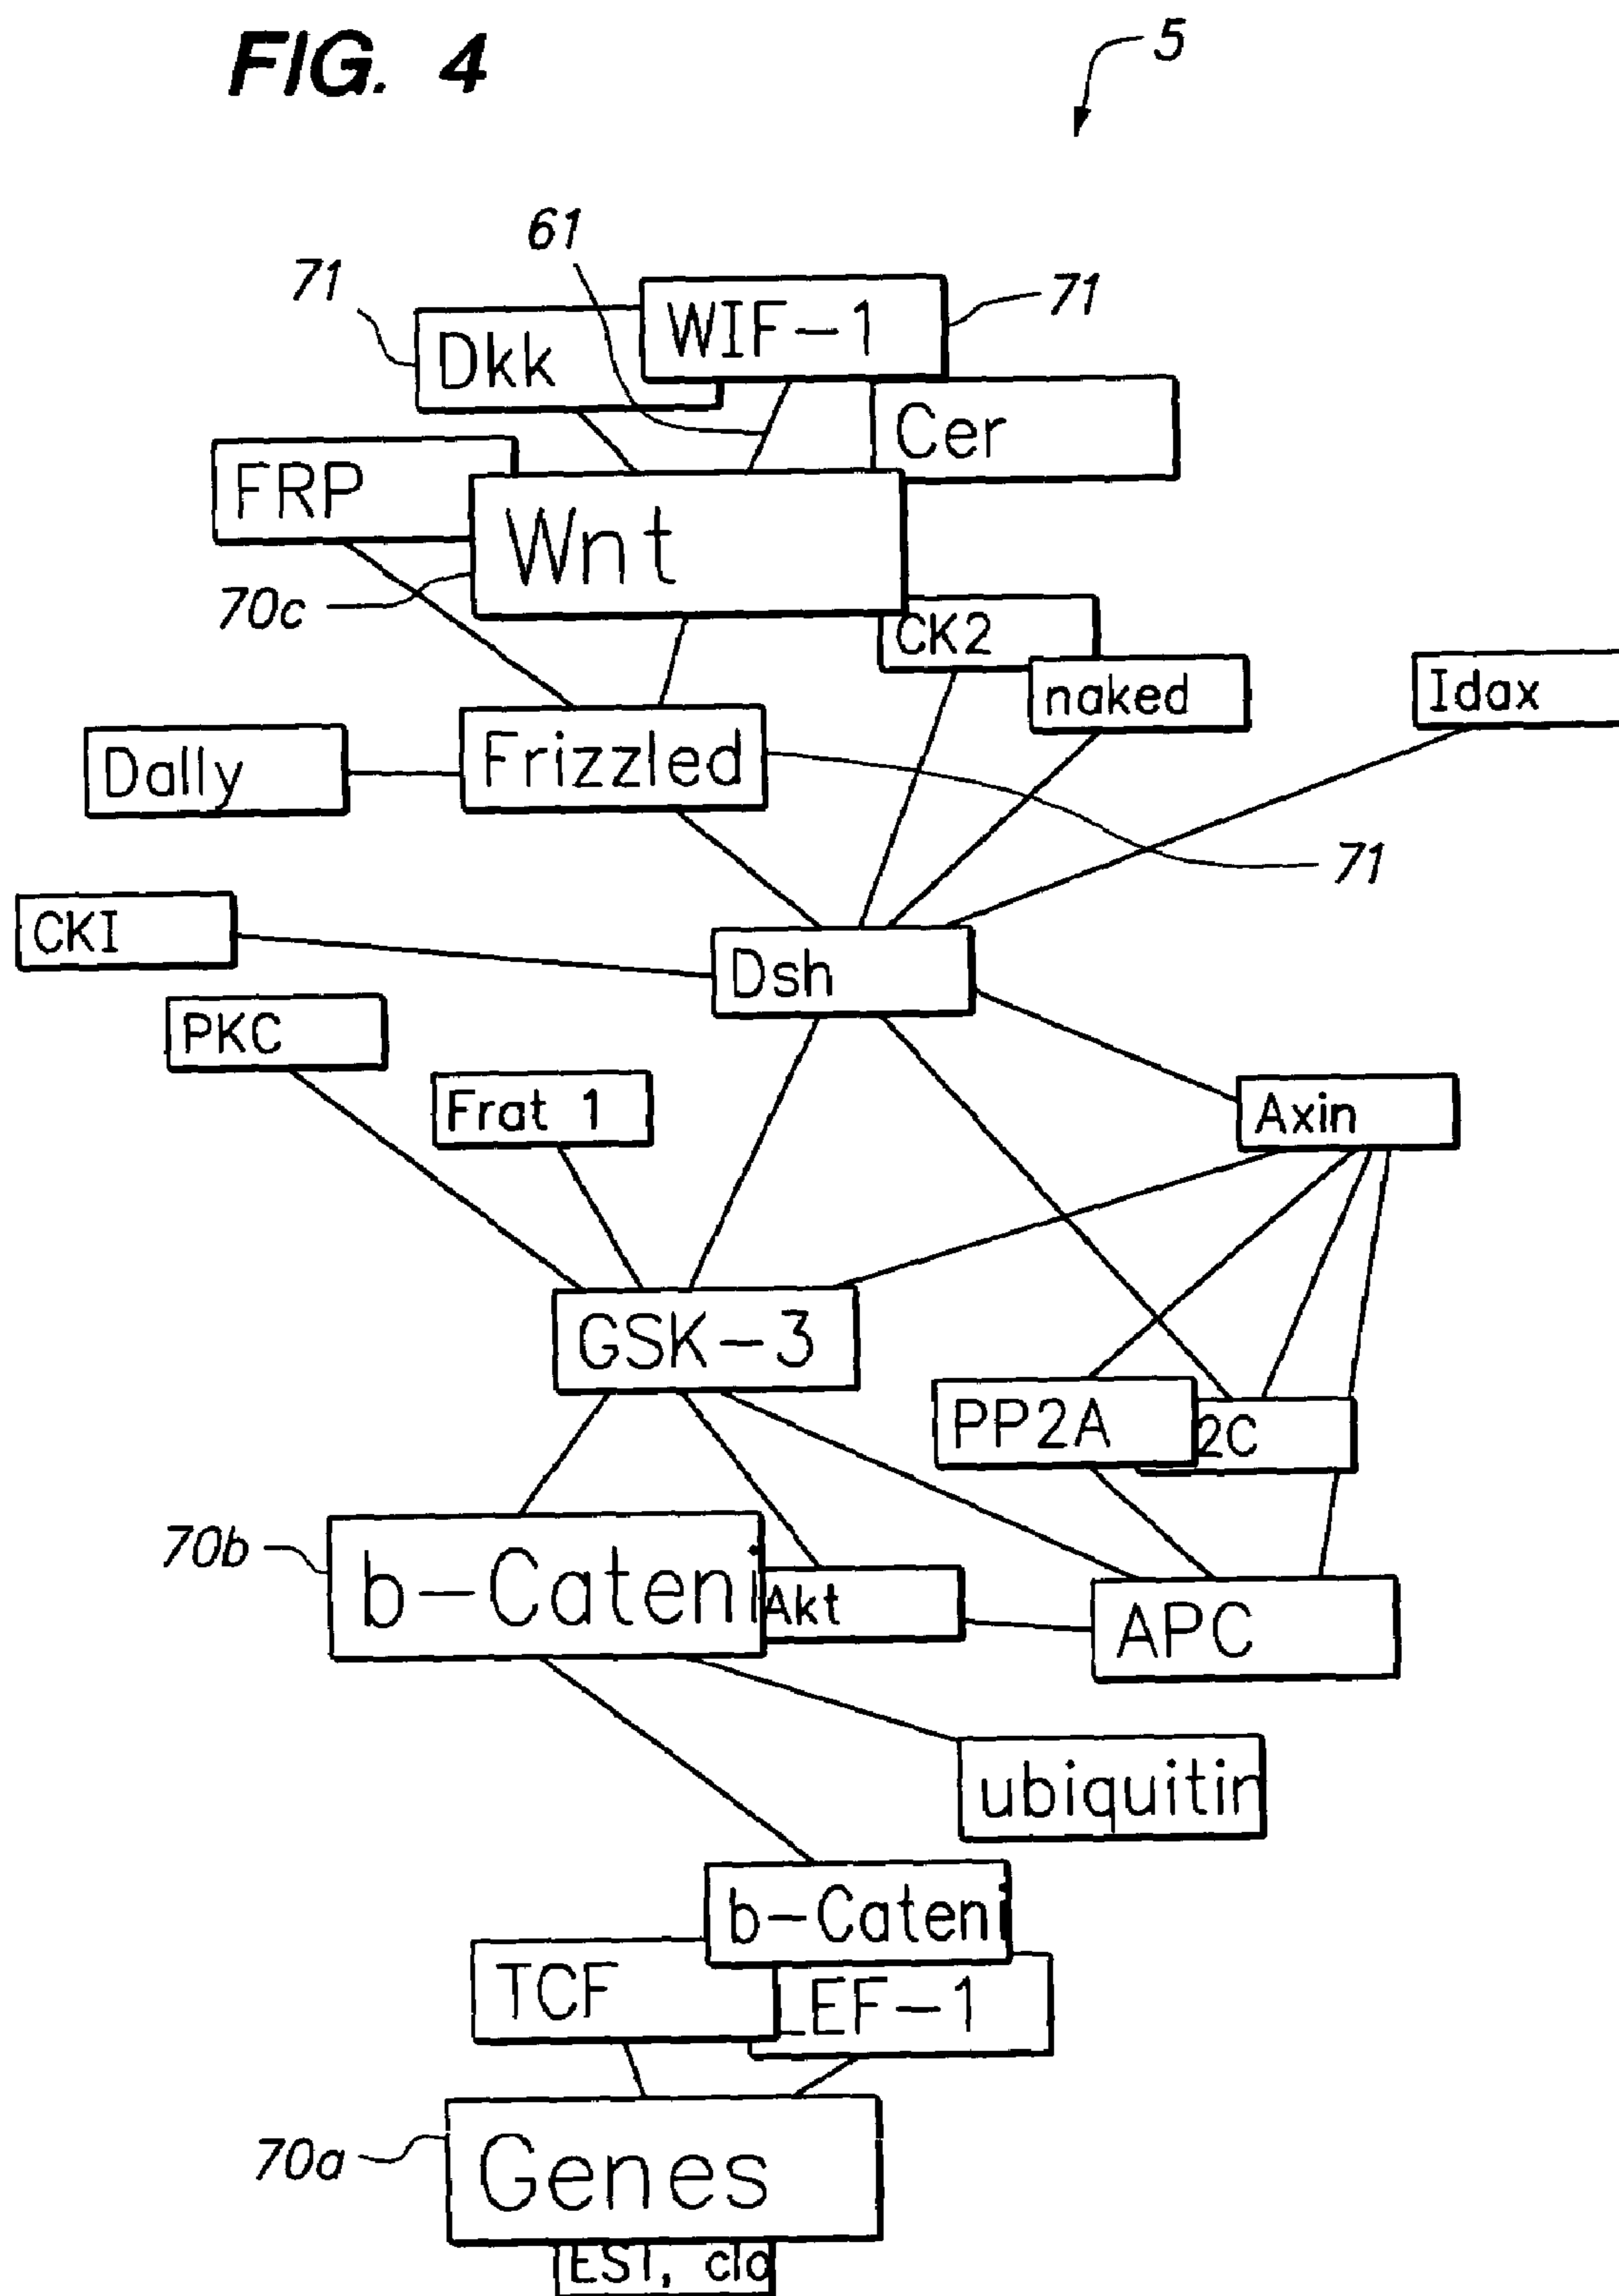 FIG. 4
5
61
71
WIF-1
71
Dkk
Cer
FRP
Wnt
70c
CK2
naked
Idax
Frizzled
Dally
71
CKI
Dsh
PKC
Frat 1
Axin
GSK-3
PP2A
2C
70b
b-Cateni
Akt
APC
ubiquitin
b-Cateni
TCF
LEF-1
70a
Genes
EST, clo